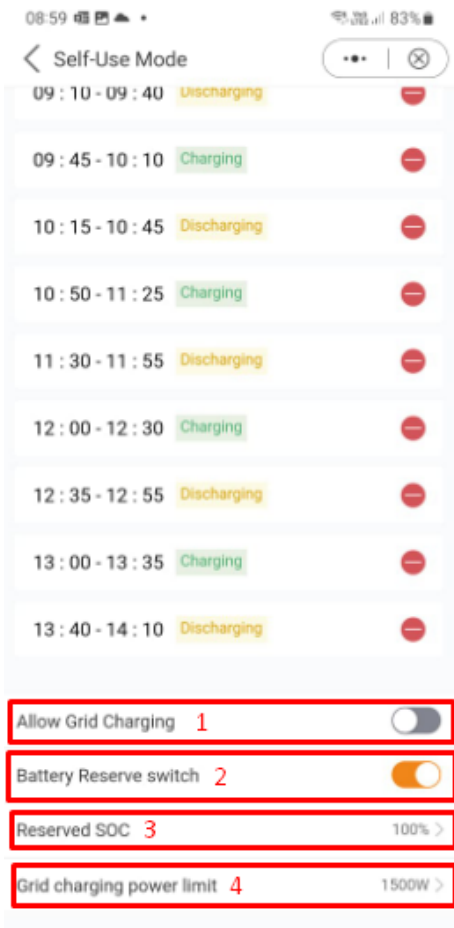 08:59
83%
Self-Use Mode
09 : 10 - 09 : 40 Discharging
09 : 45 - 10 : 10 Charging
10 : 15 - 10 : 45 Discharging
10 : 50 - 11 : 25 Charging
11 : 30 - 11 : 55 Discharging
12 : 00 - 12 : 30 Charging
12 : 35 - 12 : 55 Discharging
13 : 00 - 13 : 35 Charging
13 : 40 - 14 : 10 Discharging
Allow Grid Charging 1
Battery Reserve switch 2
Reserved SOC 3 100% >
Grid charging power limit 4 1500W >